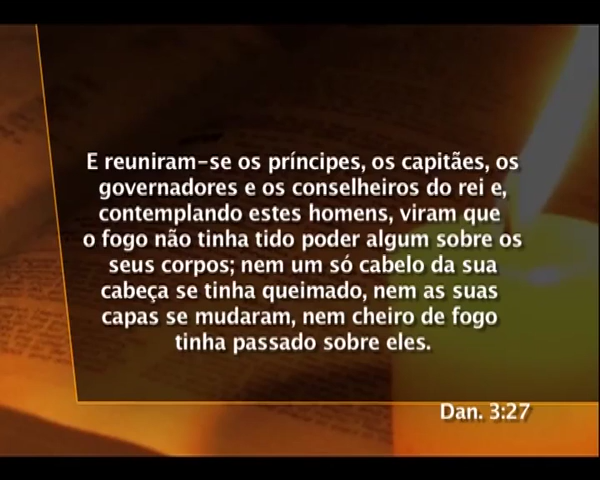 E reuniram-se os príncipes, os capitães, os
governadores e os conselheiros do rei e,
contemplando estes homens, viram que
o fogo não tinha tido poder algum sobre os
seus corpos; nem um só cabelo da sua
cabeça se tinha queimado, nem as suas
capas se mudaram, nem cheiro de fogo
tinha passado sobre eles.
Dan. 3:27